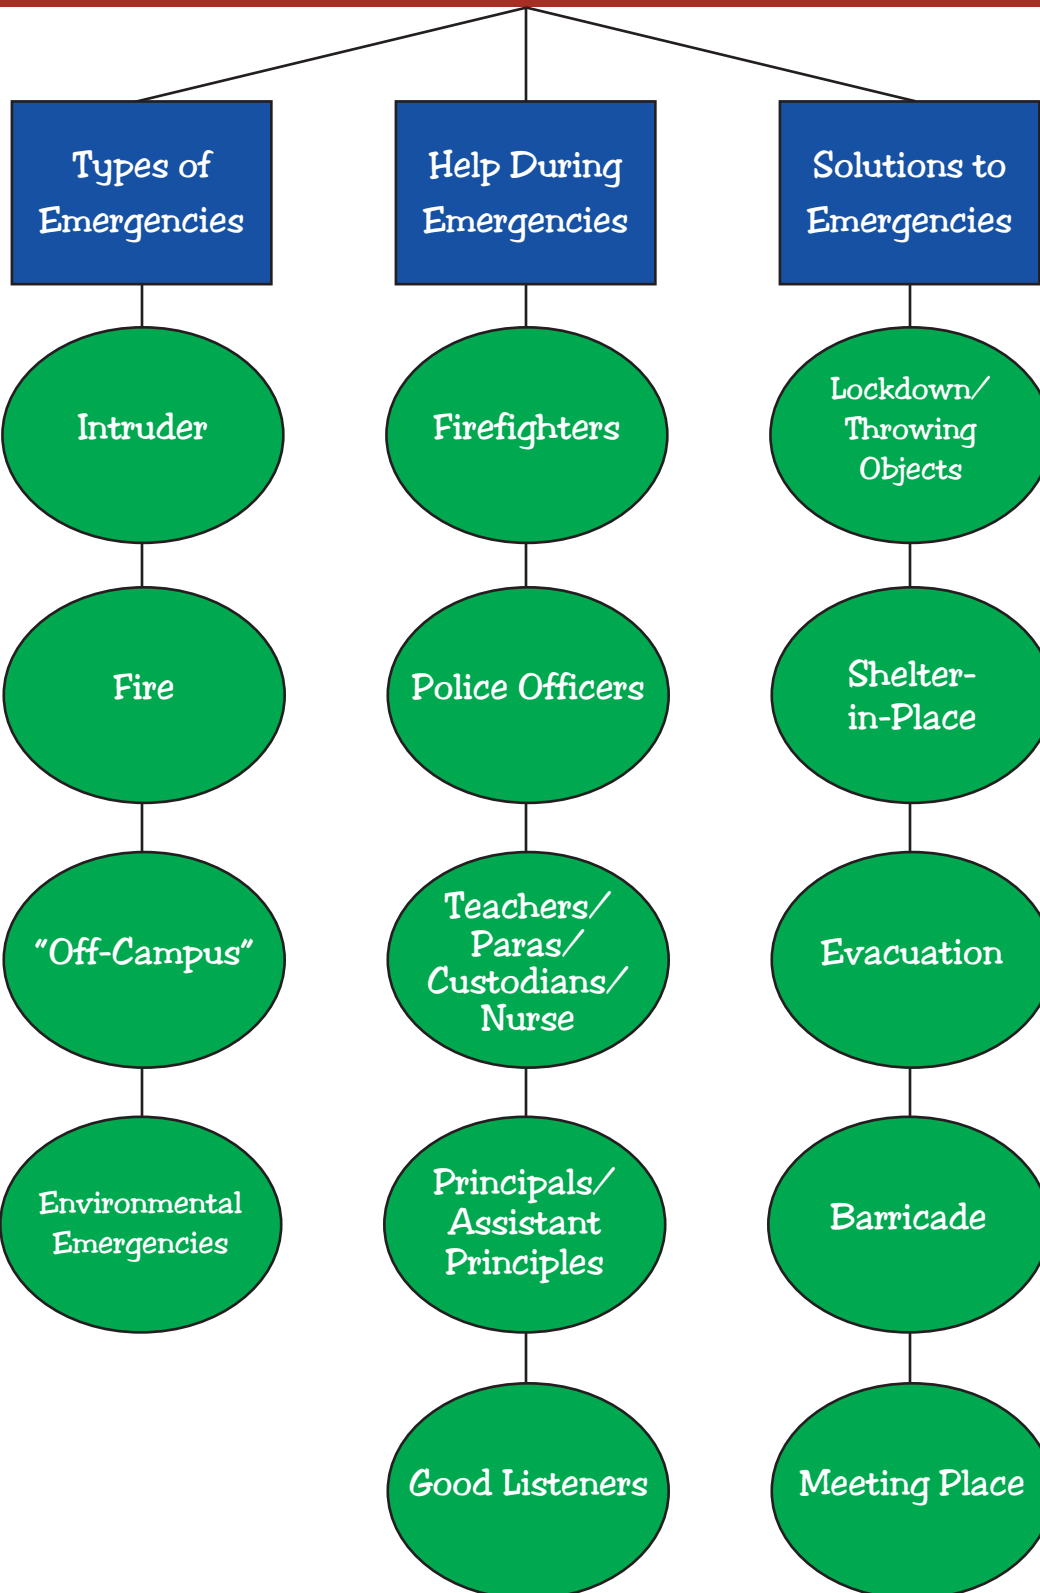 Types of
Emergencies
Intruder
Fire
"Off-Campus"
Environmental
Emergencies
Help During
Emergencies
Firefighters
Police Officers
Teachers/
Paras/
Custodians/
Nurse
Principals/
Assistant
Principles
Good Listeners
Solutions to
Emergencies
Lockdown/
Throwing
Objects
Shelter-
in-Place
Evacuation
Barricade
Meeting Place